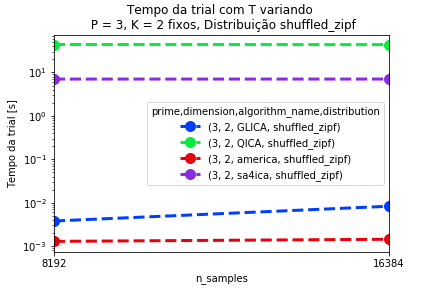 Tempo da trial com T variando
P = 3, K = 2 fixos, Distribuição shuffled_zipf
Tempo da trial [s]
10¹
10⁰
10⁻¹
10⁻²
10⁻³
prime,dimension,algorithm_name,distribution
(3, 2, GLICA, shuffled_zipf)
(3, 2, QICA, shuffled_zipf)
(3, 2, america, shuffled_zipf)
(3, 2, sa4ica, shuffled_zipf)
8192
16384
n_samples